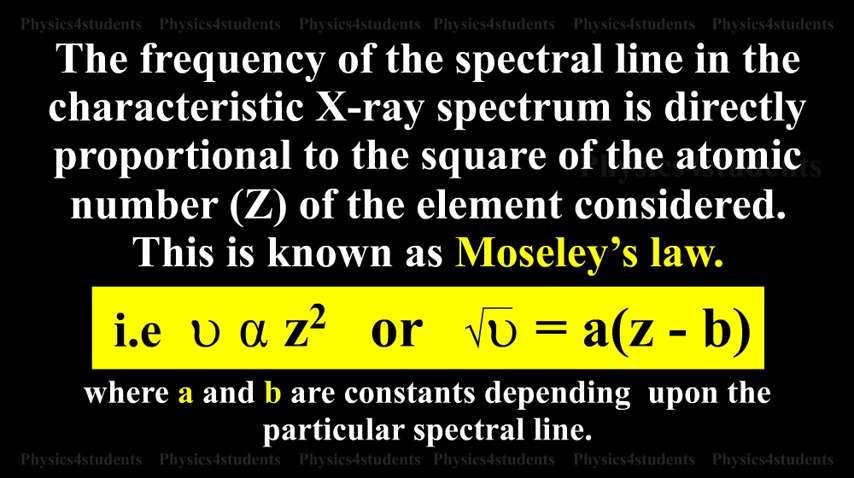 Physics4students Physics4students Physics4students Physics4students Physics4students Physics4students
The frequency of the spectral line in the
characteristic X-ray spectrum is directly
proportional to the square of the atomic
Physics4students
number (Z) of the element considered.
This is known as Moseley’s law.
i.e υ α z² or √υ = a(z - b)
where a and b are constants depending upon the
particular spectral line.
Physics4students Physics4students Physics4students Physics4students Physics4students Physics4students